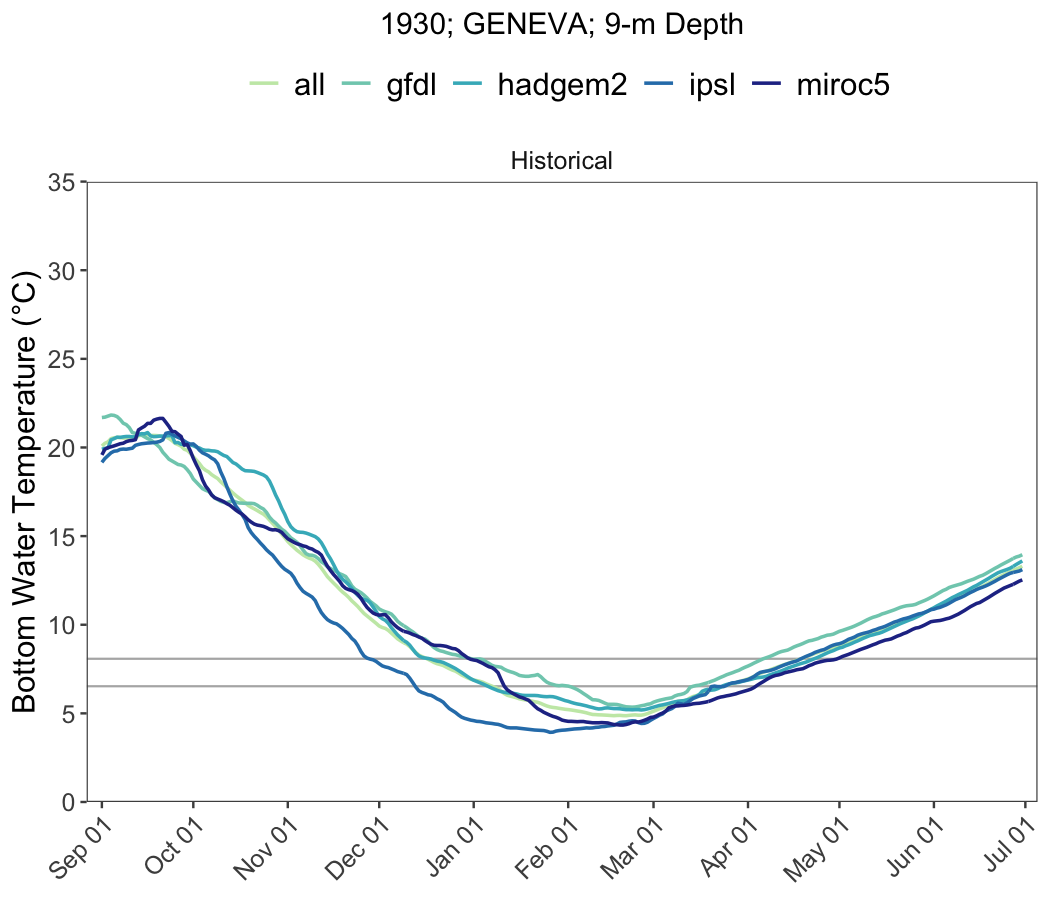 1930; GENEVA; 9-m Depth
all gfdl hadgem2 ipsl miroc5
Historical
Bottom Water Temperature (°C)
35
30
25
20
15
10
5
0
Sep 01 Oct 01 Nov 01 Dec 01 Jan 01 Feb 01 Mar 01 Apr 01 May 01 Jun 01 Jul 01